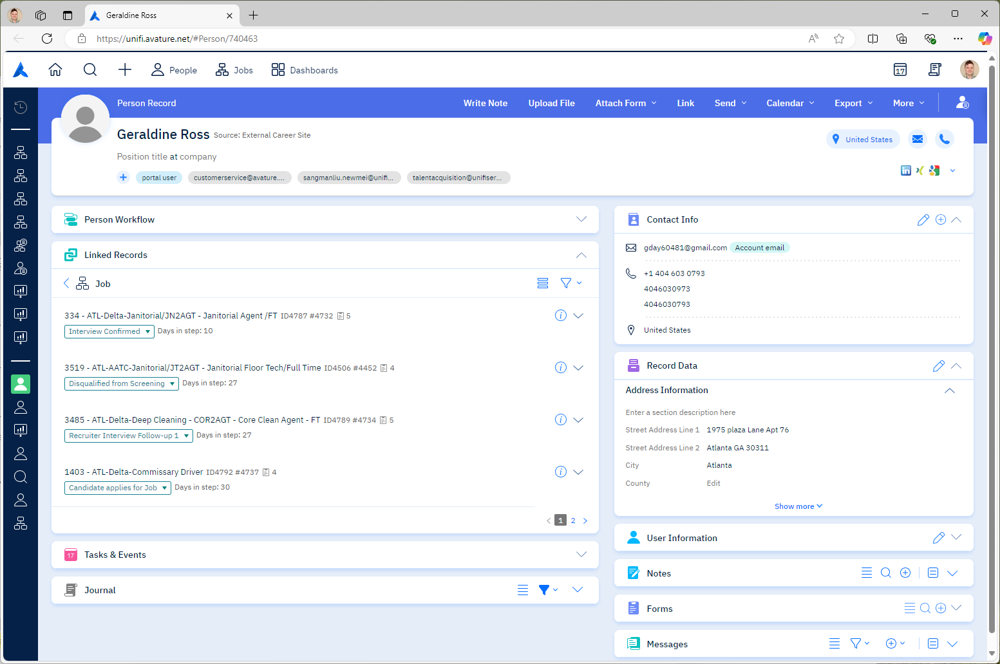 Geraldine Ross
https://unifi.avature.net/#Person/740463
People
Jobs
Dashboards
17
Person Record
Write Note
Upload File
Attach Form
Link
Send
Calendar
Export
More
Geraldine Ross Source: External Career Site
United States
Position title at company
portal user
customerservice@avature....
sangmanliu.newmei@unifi...
talentacquisition@unifiser...
Person Workflow
Linked Records
Job
334 - ATL-Delta-Janitorial/JN2AGT - Janitorial Agent /FT ID4787 #4732 5
Interview Confirmed Days in step: 10
3519 - ATL-AATC-Janitorial/JT2AGT - Janitorial Floor Tech/Full Time ID4506 #4452 4
Disqualified from Screening Days in step: 27
3485 - ATL-Delta-Deep Cleaning - COR2AGT - Core Clean Agent - FT ID4789 #4734 5
Recruiter Interview Follow-up 1 Days in step: 27
1403 - ATL-Delta-Commissary Driver ID4792 #4737 4
Candidate applies for Job Days in step: 30
< 1 2 >
17 Tasks & Events
Journal
Contact Info
gday60481@gmail.com Account email
+1 404 603 0793
4046030973
4046030793
United States
Record Data
Address Information
Enter a section description here
Street Address Line 1 1975 plaza Lane Apt 76
Street Address Line 2 Atlanta GA 30311
City Atlanta
County Edit
Show more
User Information
Notes
Forms
Messages